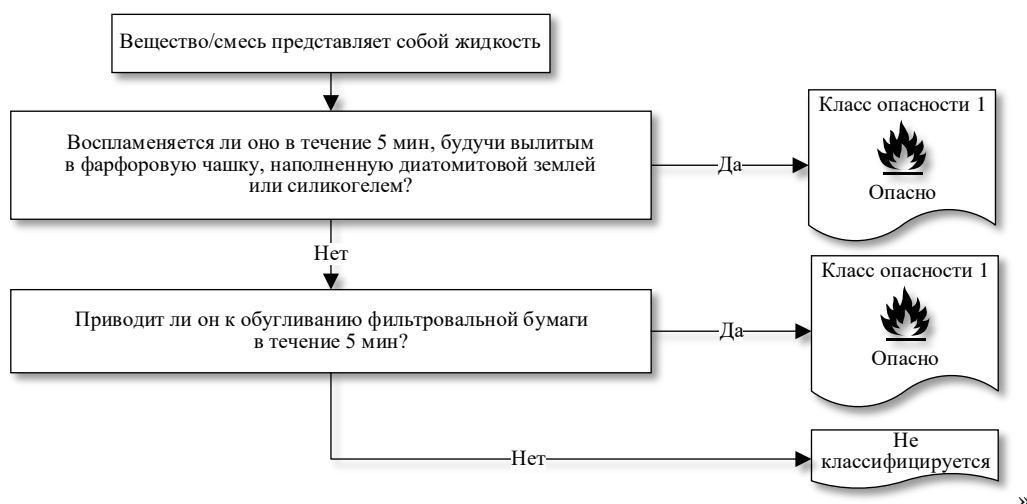 Вещество/смесь представляет собой жидкость
Воспламеняется ли оно в течение 5 мин, будучи вылитым
в фарфоровую чашку, наполненную диатомитовой землей
или силикогелем?
Да
Класс опасности 1
Опасно
Нет
Приводит ли он к обугливанию фильтровальной бумаги
в течение 5 мин?
Да
Класс опасности 1
Опасно
Нет
Не
классифицируется
»